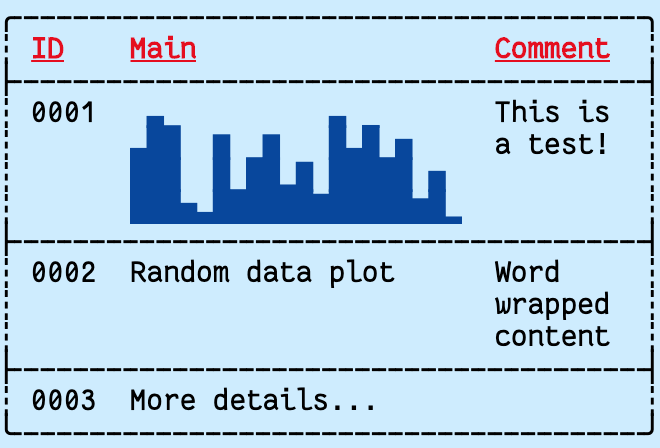 ID Main Comment
0001 This is
a test!
0002 Random data plot Word
wrapped
content
0003 More details...